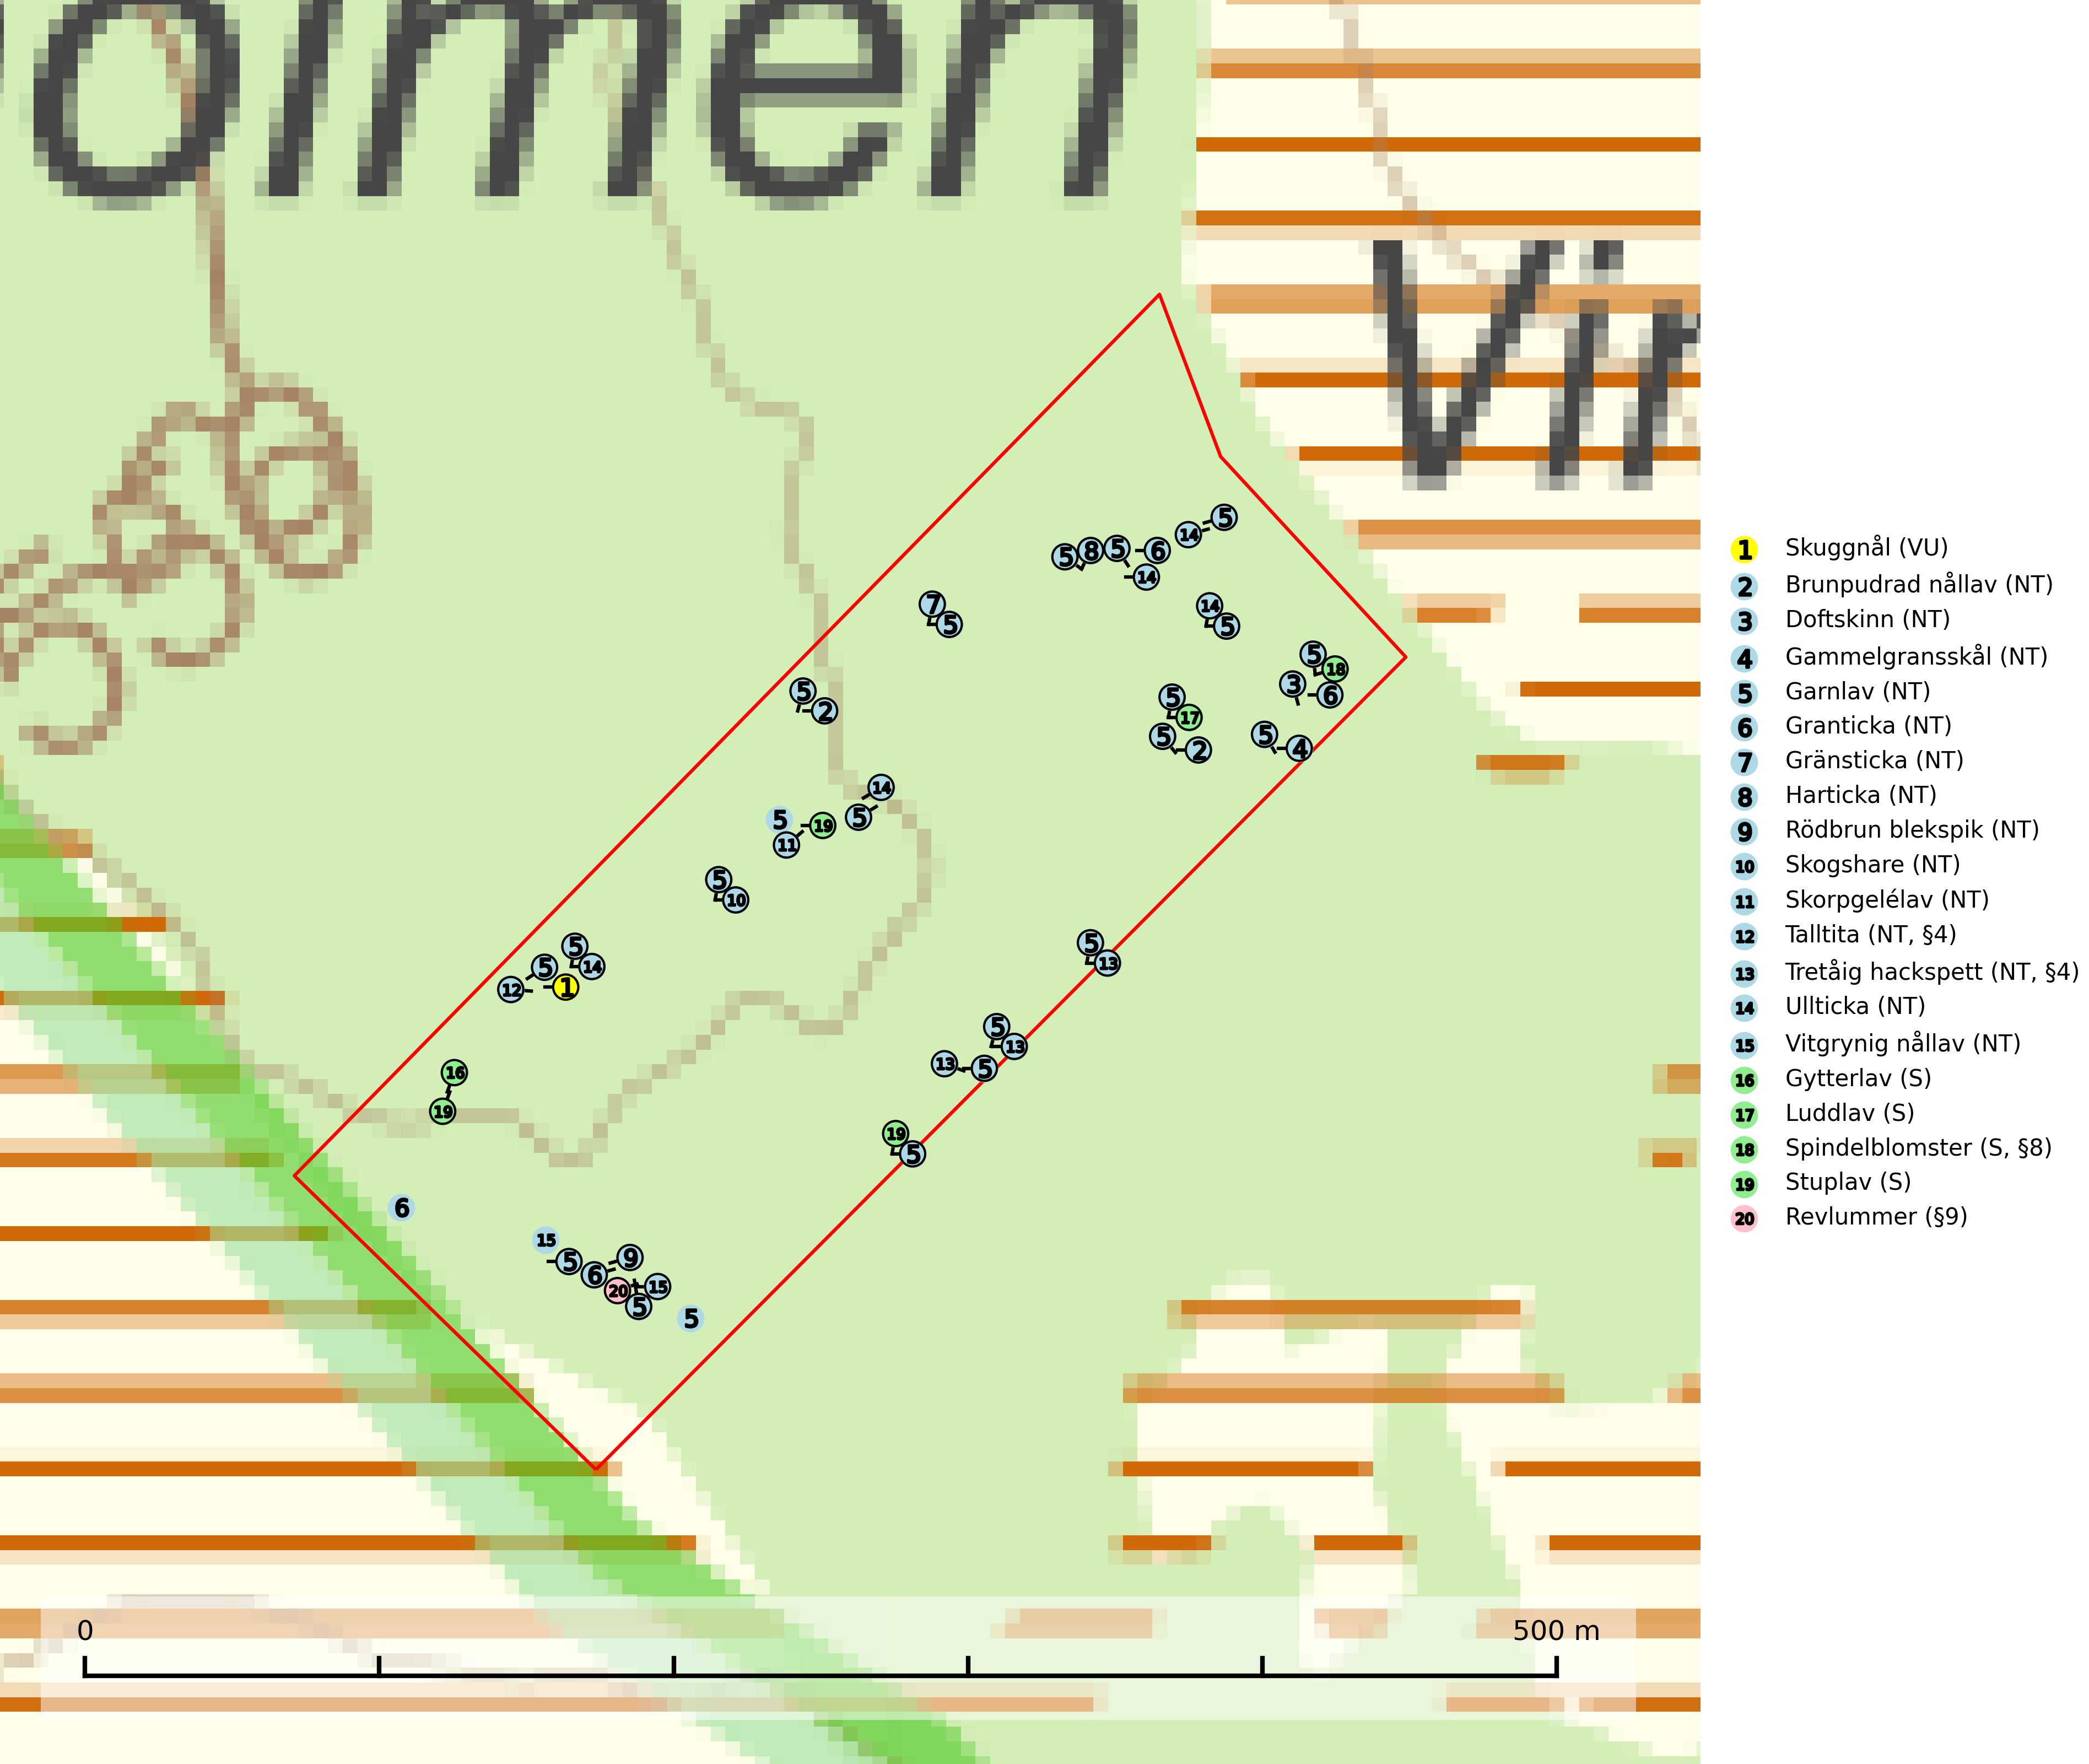 olmen
5
14
5 8 5 6
14
7 5
14 5
5 18
3 6
5 2
5 17
5 2
5 4
14
5
5 19
11
5 10
5 14
5
12 1
5 13
5 13
13 5
16
19
19 5
6
15
5 9
6
20 15
5 5
0 500 m
1 Skuggnål (VU)
2 Brunpudrad nållav (NT)
3 Doftskinn (NT)
4 Gammelgransskål (NT)
5 Garnlav (NT)
6 Granticka (NT)
7 Gränsticka (NT)
8 Harticka (NT)
9 Rödbrun blekspik (NT)
10 Skogshare (NT)
11 Skorpgelélav (NT)
12 Talltita (NT, §4)
13 Tretåig hackspett (NT, §4)
14 Ullticka (NT)
15 Vitgrynig nållav (NT)
16 Gytterlav (S)
17 Luddlav (S)
18 Spindelblomster (S, §8)
19 Stuplav (S)
20 Revlummer (§9)